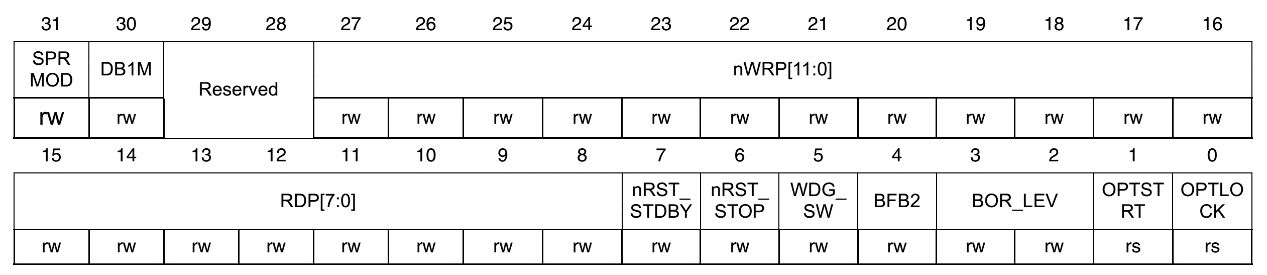 31 30 29 28 27 26 25 24 23 22 21 20 19 18 17 16
SPR
MOD
DB1M
Reserved
nWRP[11:0]
rw rw rw rw rw rw rw rw rw rw rw rw rw rw
15 14 13 12 11 10 9 8 7 6 5 4 3 2 1 0
RDP[7:0]
nRST_
STDBY
nRST_
STOP
WDG_
SW
BFB2
BOR_LEV
OPTST
RT
OPTLO
CK
rw rw rw rw rw rw rw rw rw rw rw rw rw rw rs rs